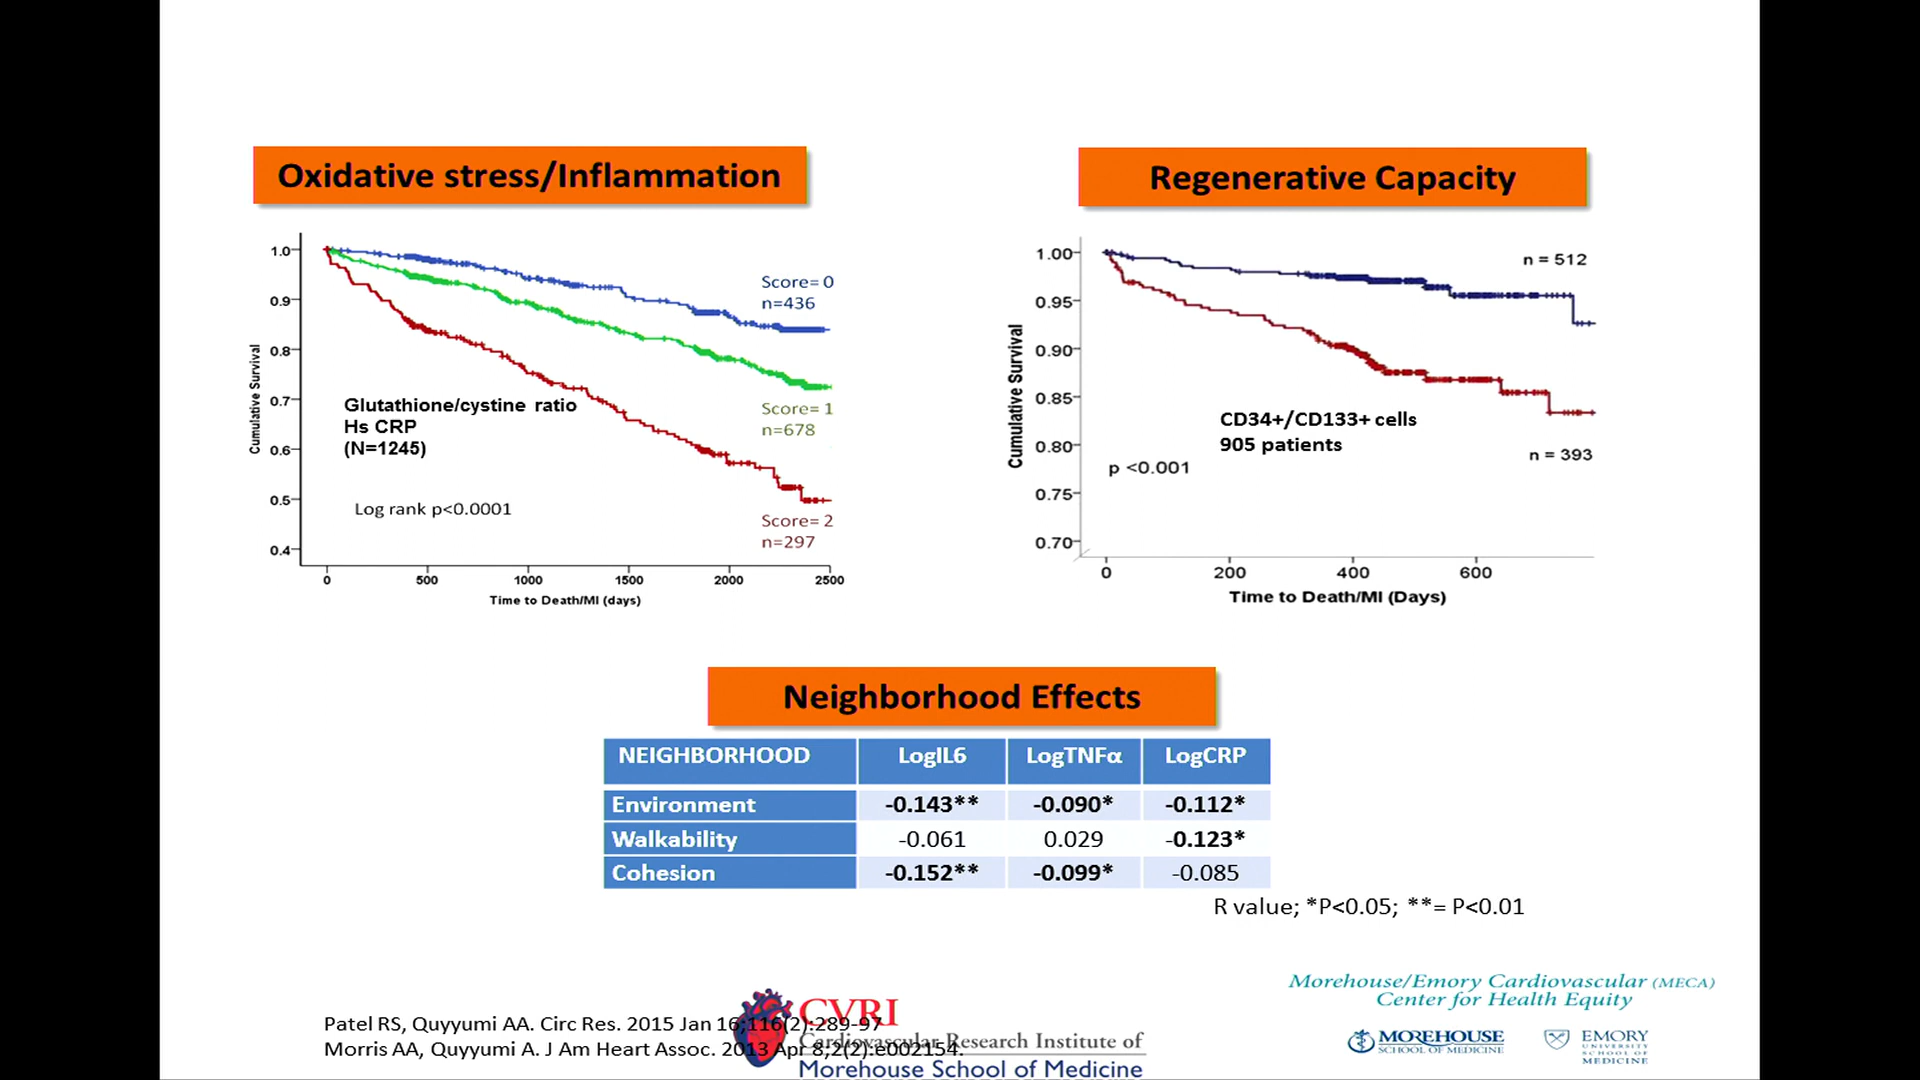 Oxidative stress/Inflammation
1.0
0.9
0.8
0.7
0.6
0.5
0.4
Cumulative Survival
Score= 0
n=436
Glutathione/cystine ratio
Hs CRP
(N=1245)
Score= 1
n=678
Log rank p<0.0001
Score= 2
n=297
0 500 1000 1500 2000 2500
Time to Death/MI (days)
Regenerative Capacity
1.00
0.95
0.90
0.85
0.80
0.75
0.70
Cumulative Survival
n = 512
CD34+/CD133+ cells
905 patients
n = 393
p <0.001
0 200 400 600
Time to Death/MI (Days)
Neighborhood Effects
NEIGHBORHOOD LogIL6 LogTNFα LogCRP
Environment -0.143** -0.090* -0.112*
Walkability -0.061 0.029 -0.123*
Cohesion -0.152** -0.099* -0.085
R value; *P<0.05; **= P<0.01
Patel RS, Quyyumi AA. Circ Res. 2015 Jan 16;116(2):289-97
Morris AA, Quyyumi A. J Am Heart Assoc. 2013 Apr 8;2(2):e002154.
CVRI
Cardiovascular Research Institute of
Morehouse School of Medicine
Morehouse/Emory Cardiovascular (MECA)
Center for Health Equity
MOREHOUSE
SCHOOL OF MEDICINE
EMORY
UNIVERSITY
SCHOOL OF
MEDICINE